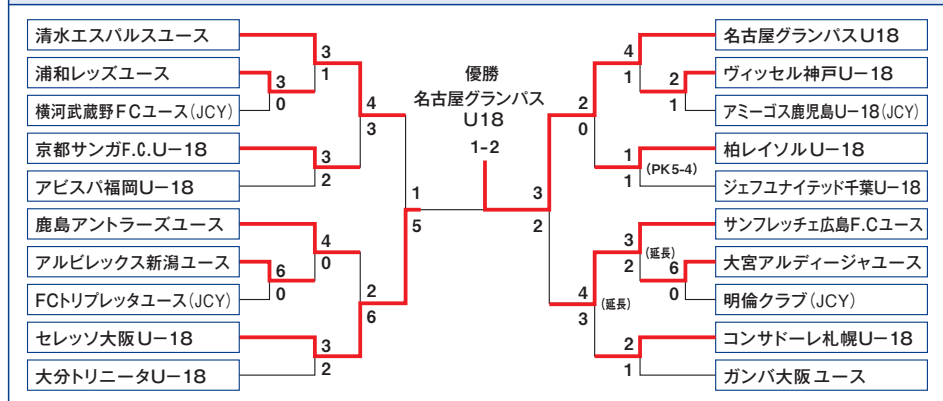 清水エスパルスユース
浦和レッズユース
横河武蔵野FCユース(JCY)
京都サンガF.C.U-18
アビスパ福岡U-18
鹿島アントラーズユース
アルビレックス新潟ユース
FCトリプレッタユース(JCY)
セレッソ大阪U-18
大分トリニータU-18
3
1
3
0
4
3
3
2
4
0
6
0
2
6
3
2
1
5
優勝
名古屋グランパス
U18
1-2
3
2
2
0
4
1
2
1
1
(PK5-4)
1
3
(延長)
2
6
0
4
(延長)
3
2
1
名古屋グランパスU18
ヴィッセル神戸U-18
アミーゴス鹿児島U-18(JCY)
柏レイソルU-18
ジェフユナイテッド千葉U-18
サンフレッチェ広島F.Cユース
大宮アルディージャユース
明倫クラブ(JCY)
コンサドーレ札幌U-18
ガンバ大阪ユース